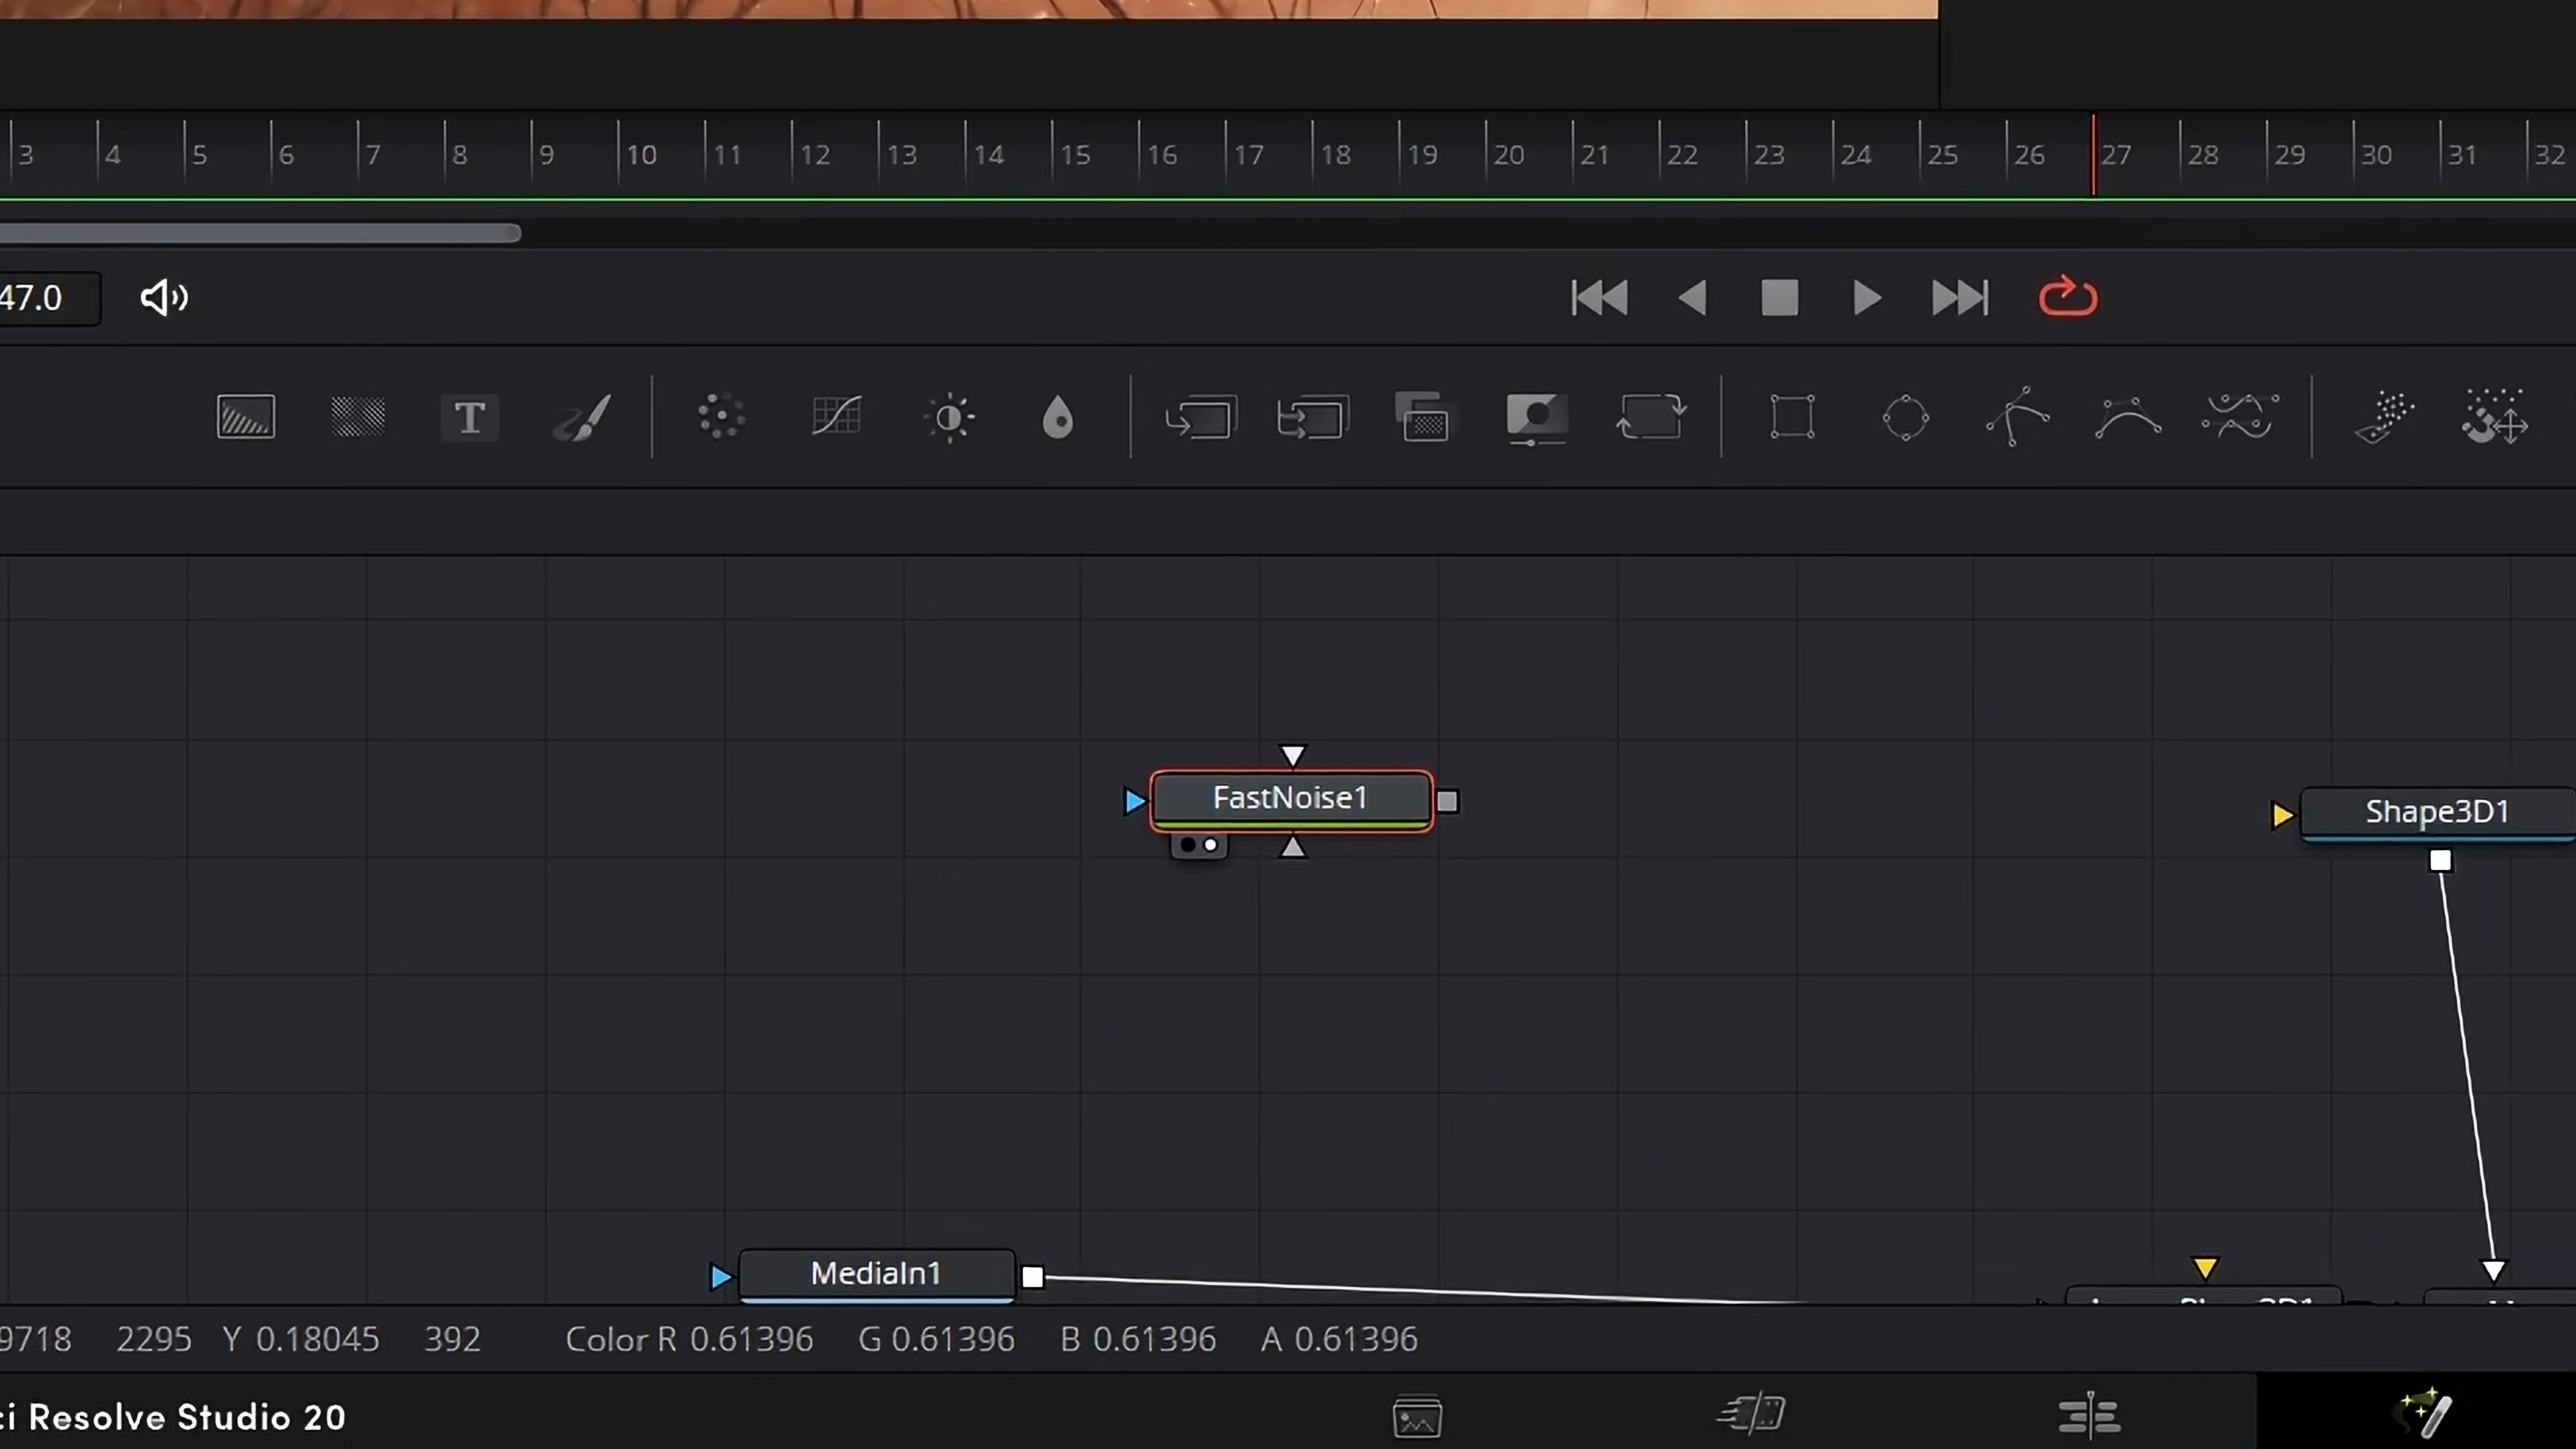 3 4 5 6 7 8 9 10 11 12 13 14 15 16 17 18 19 20 21 22 23 24 25 26 27 28 29 30 31 32
47.0
T
FastNoise1
Shape3D1
MediaIn1
9718 2295 Y 0.18045 392 Color R 0.61396 G 0.61396 B 0.61396 A 0.61396
ci Resolve Studio 20